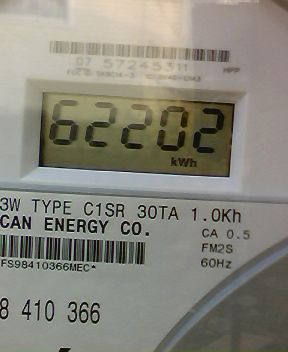 07 57245311
HPP
62202
kWh
3W TYPE C1SR 30TA 1.0Kh
CAN ENERGY CO.
CA 0.5
FM2S
FS98410366MEC*
60Hz
8 410 366